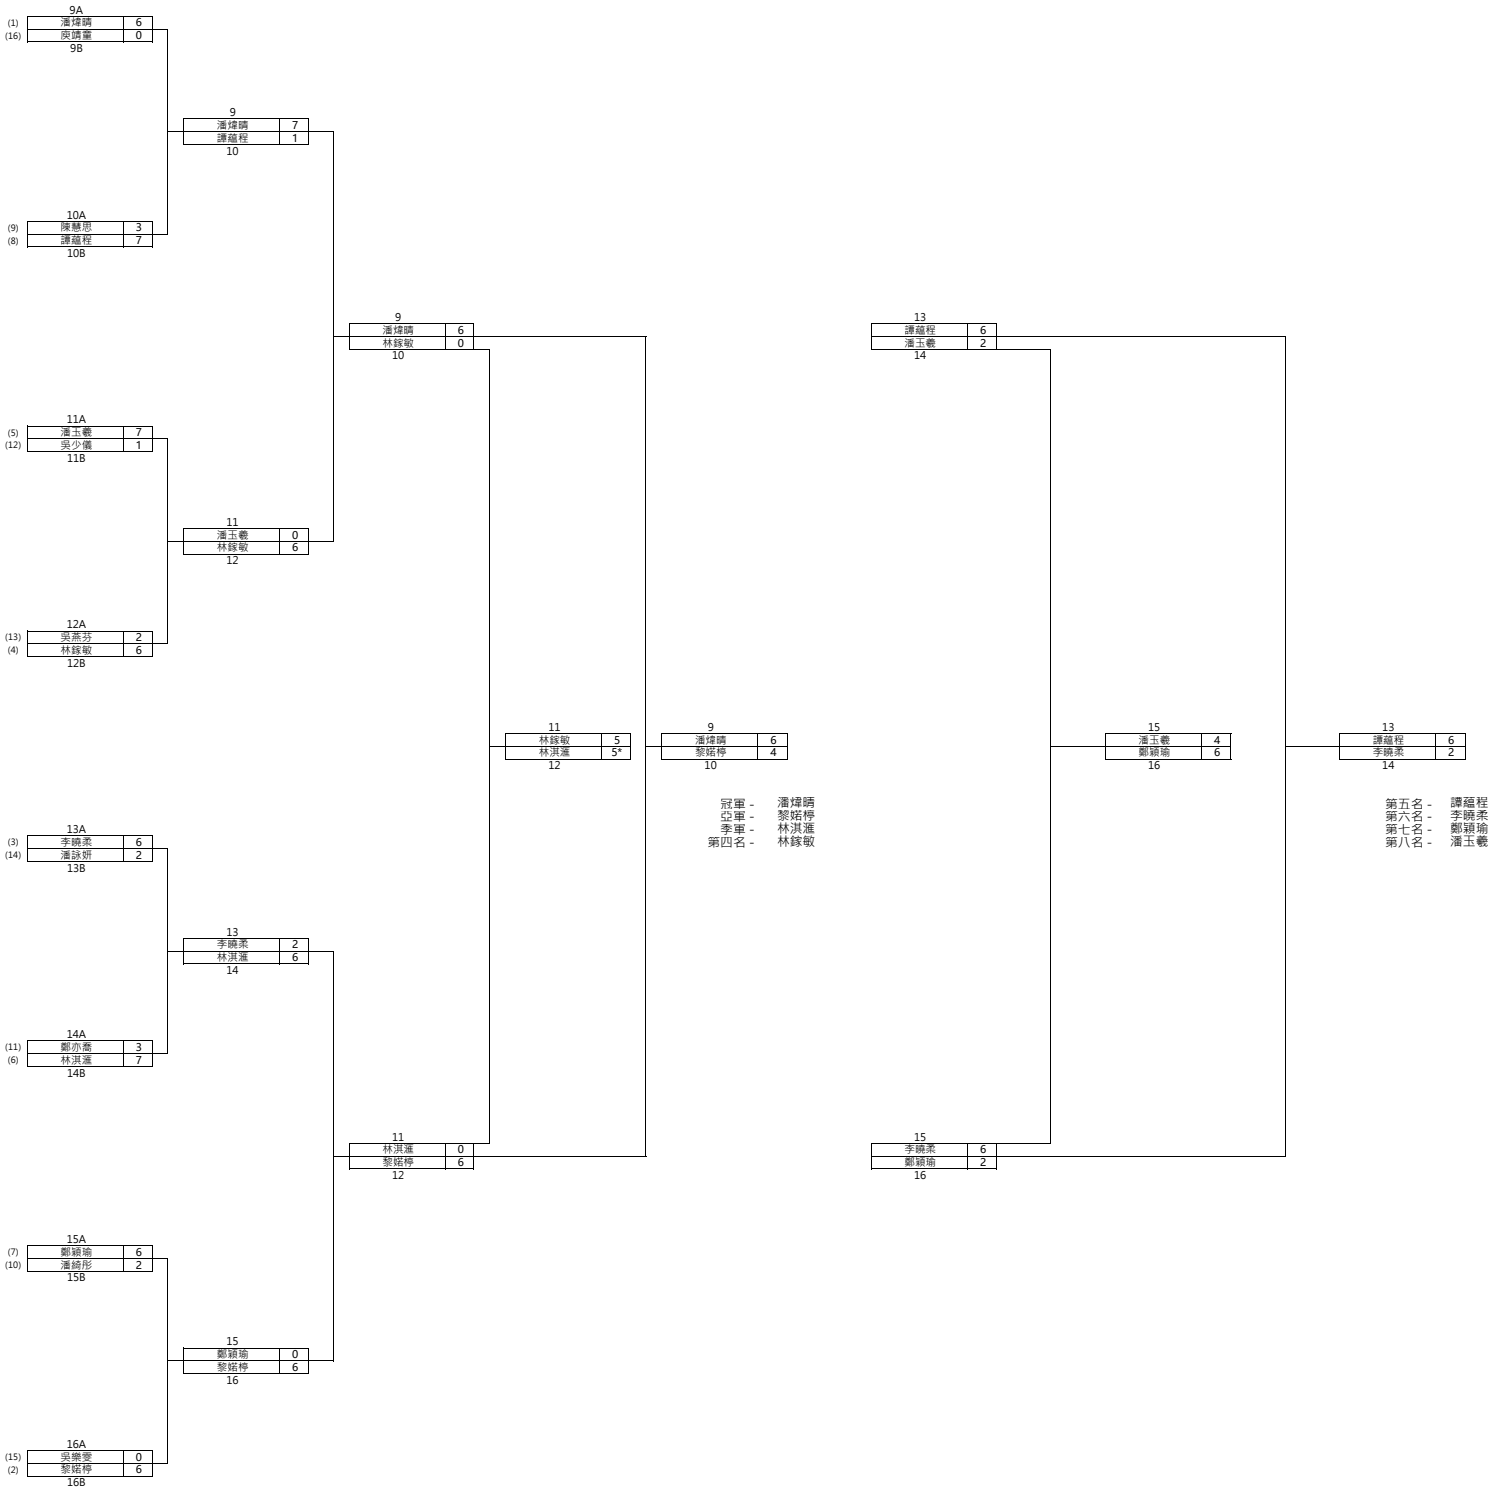 9A
(1) 潘煒晴 6
(16) 庾靖童 0
9B
9
潘煒晴 7
譚蘊程 1
10
10A
(9) 陳慧思 3
(8) 譚蘊程 7
10B
9
潘煒晴 6
林鎵敏 0
10
11A
(5) 潘玉羲 7
(12) 吳少儀 1
11B
11
潘玉羲 0
林鎵敏 6
12
12A
(13) 吳燕芬 2
(4) 林鎵敏 6
12B
11
林鎵敏 5
林淇滙 5*
12
9
潘煒晴 6
黎婼楟 4
10
冠軍 - 潘煒晴
亞軍 - 黎婼楟
季軍 - 林淇滙
第四名 - 林鎵敏
13A
(3) 李曉柔 6
(14) 潘詠妍 2
13B
13
李曉柔 2
林淇滙 6
14
14A
(11) 鄭亦喬 3
(6) 林淇滙 7
14B
11
林淇滙 0
黎婼楟 6
12
15A
(7) 鄭穎瑜 6
(10) 潘綺彤 2
15B
15
鄭穎瑜 0
黎婼楟 6
16
16A
(15) 吳樂雯 0
(2) 黎婼楟 6
16B
13
譚蘊程 6
潘玉羲 2
14
15
潘玉羲 4
鄭穎瑜 6
16
13
譚蘊程 6
李曉柔 2
14
第五名 - 譚蘊程
第六名 - 李曉柔
第七名 - 鄭穎瑜
第八名 - 潘玉羲
15
李曉柔 6
鄭穎瑜 2
16